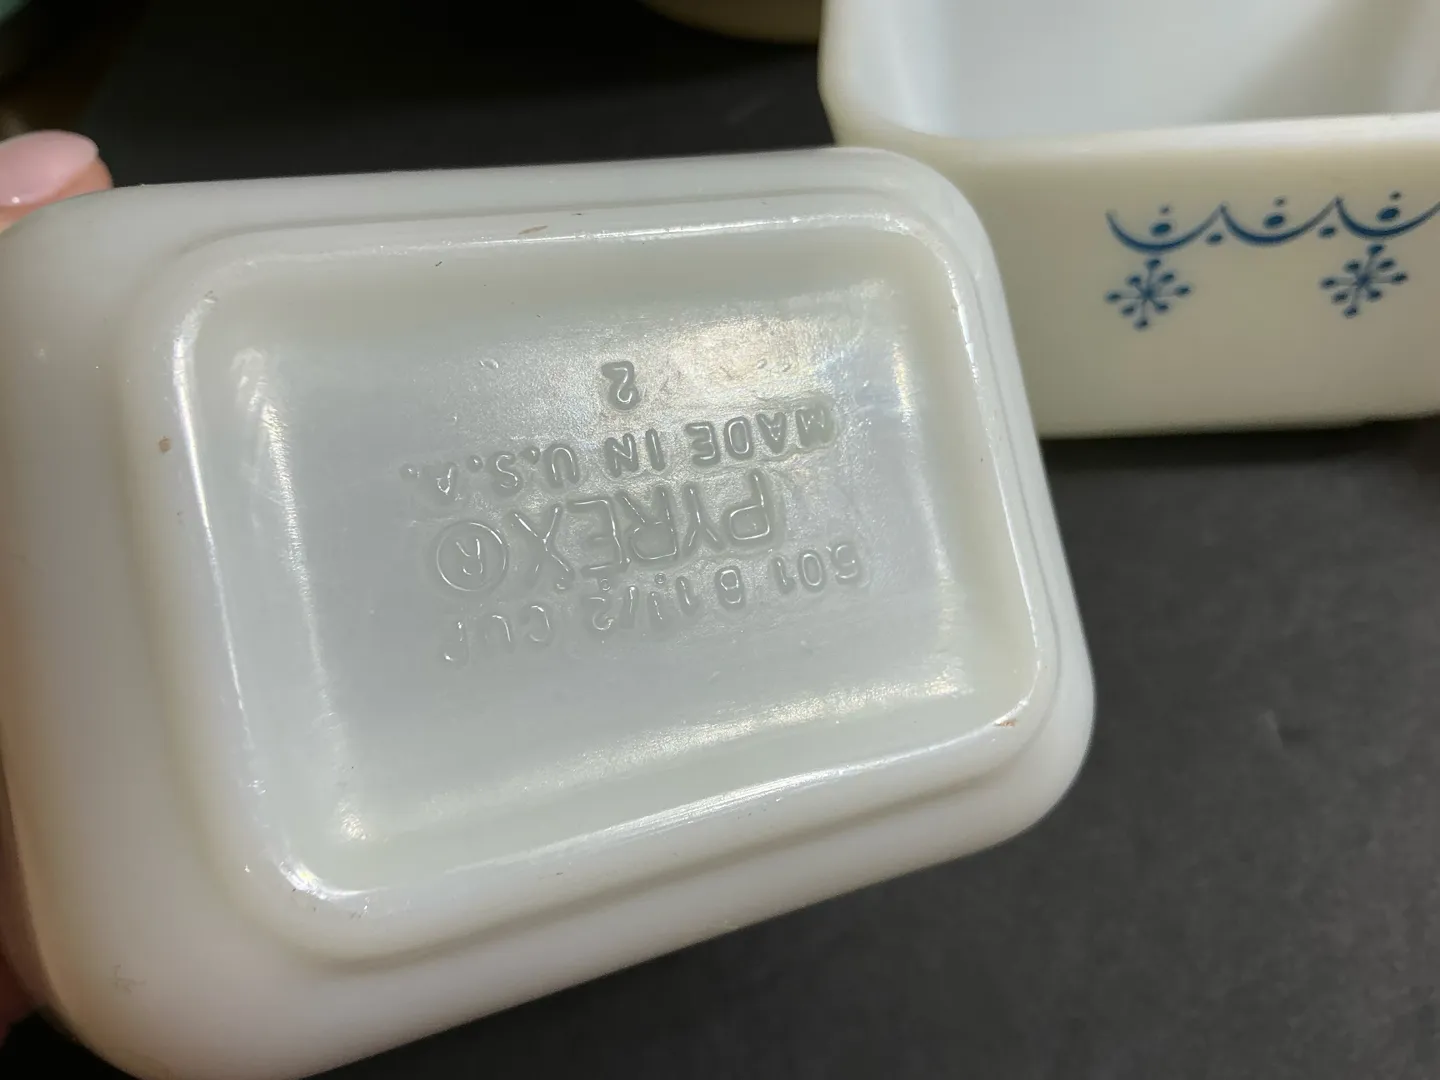 501 B 1 1/2 CUP
PYREX®
MADE IN U.S.A.
2